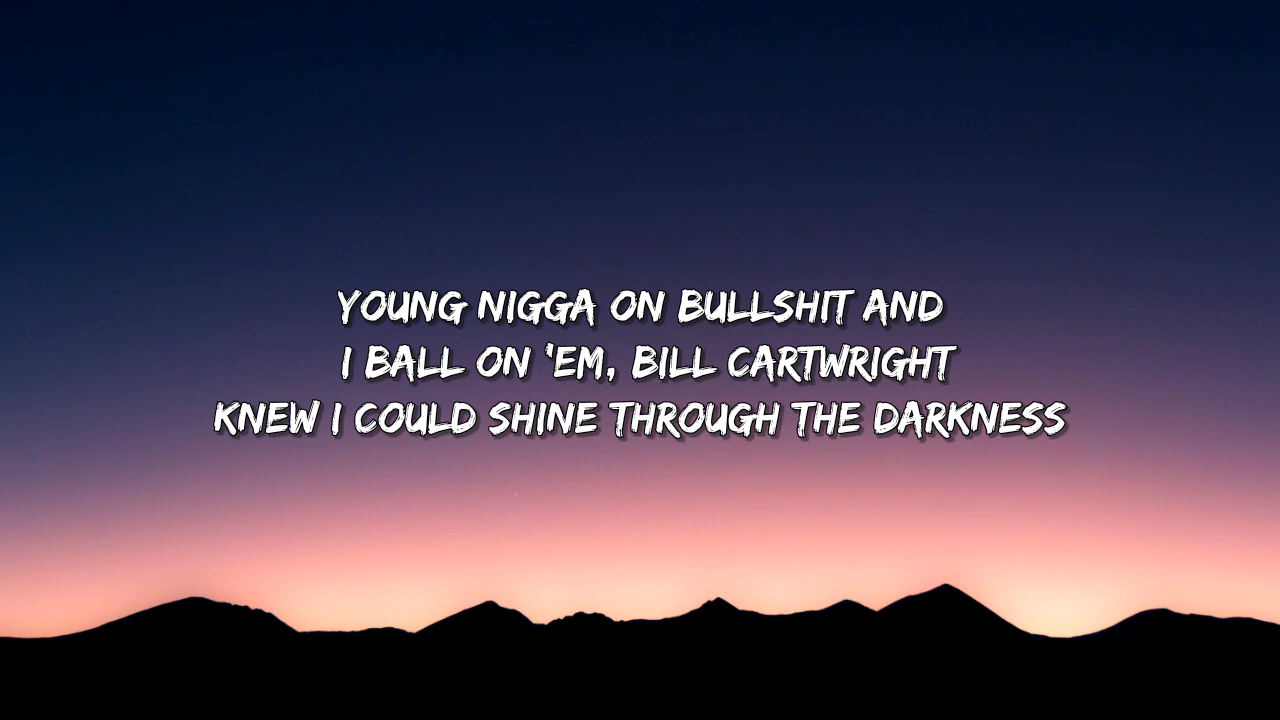 YOUNG NIGGA ON BULLSHIT AND
I BALL ON 'EM, BILL CARTWRIGHT
KNEW I COULD SHINE THROUGH THE DARKNESS